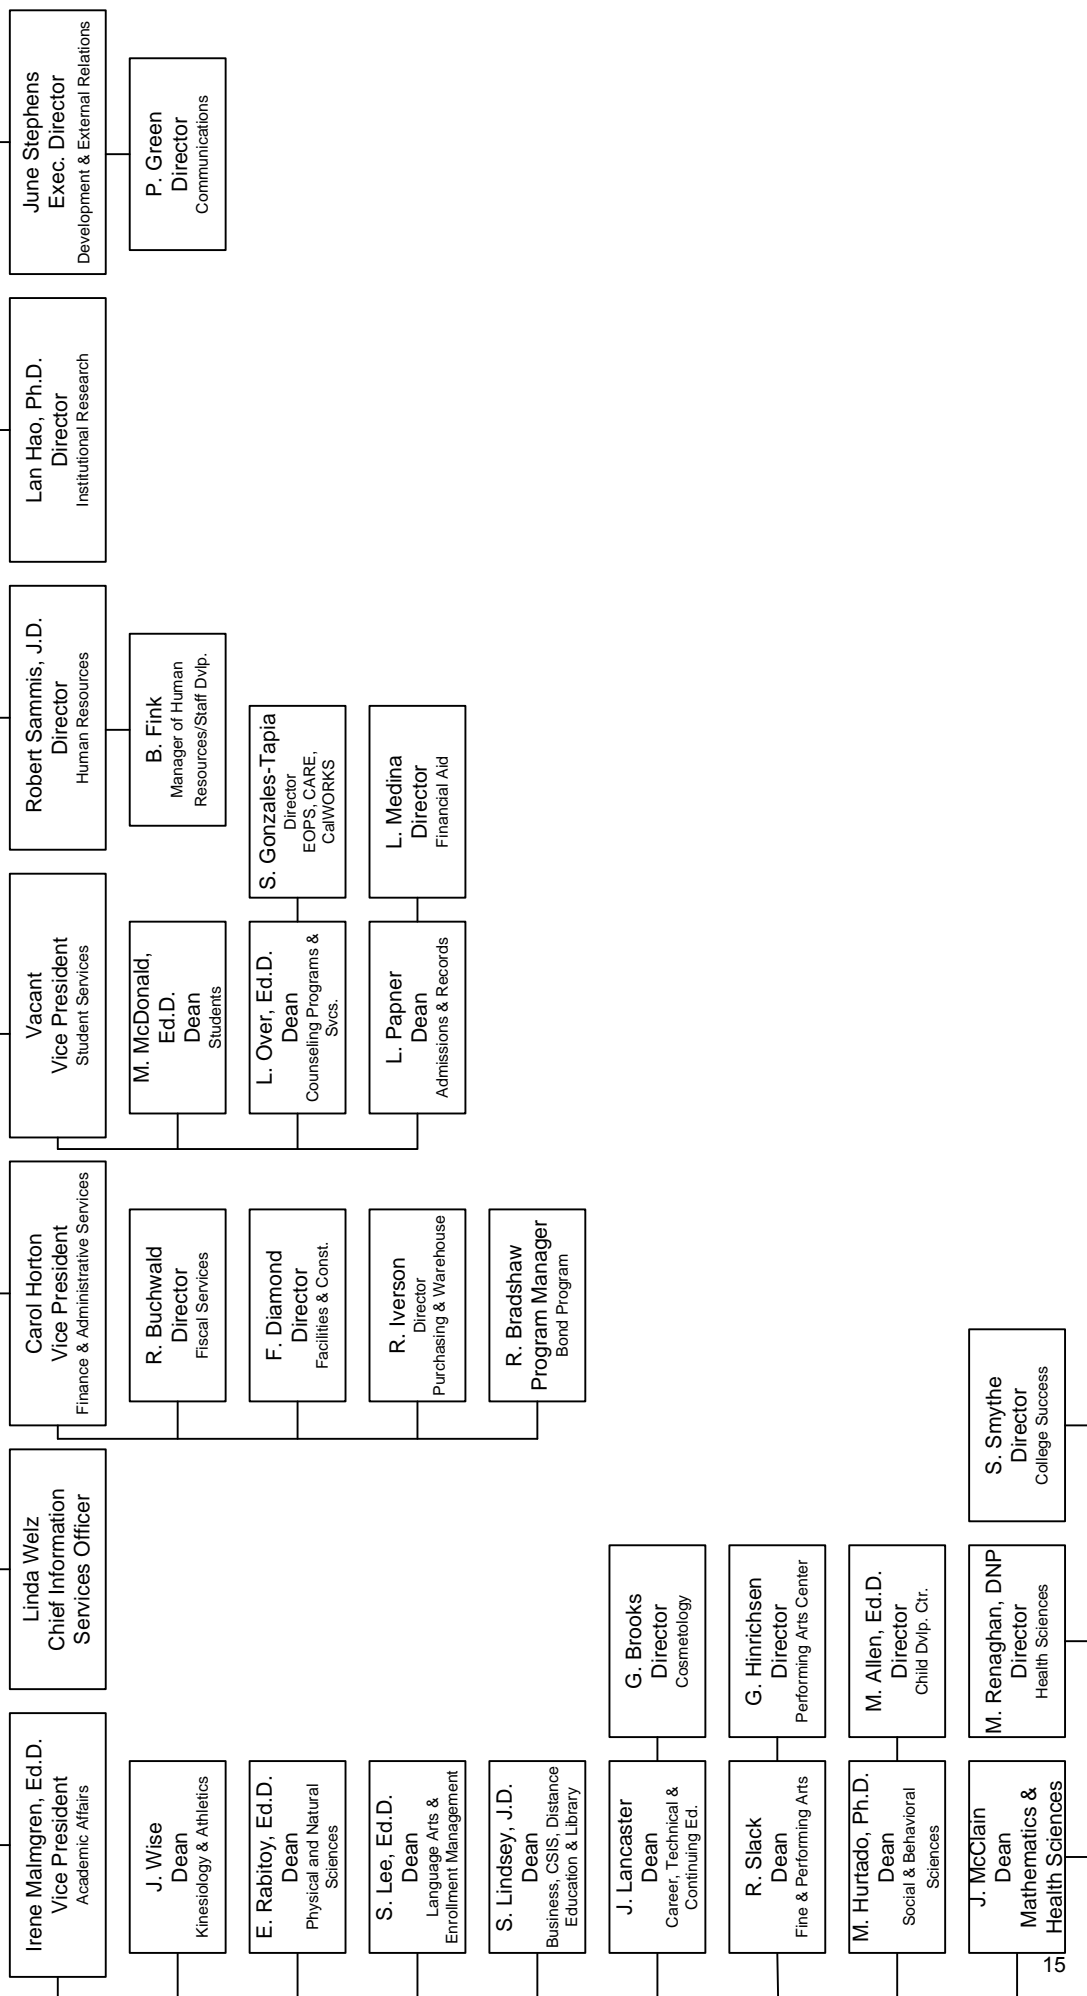 Irene Malmgren, Ed.D.
Vice President
Academic Affairs
J. Wise
Dean
Kinesiology & Athletics
E. Rabitoy, Ed.D.
Dean
Physical and Natural
Sciences
S. Lee, Ed.D.
Dean
Language Arts &
Enrollment Management
S. Lindsey, J.D.
Dean
Business, CSIS, Distance
Education & Library
J. Lancaster
Dean
Career, Technical &
Continuing Ed.
G. Brooks
Director
Cosmetology
R. Slack
Dean
Fine & Performing Arts
G. Hinrichsen
Director
Performing Arts Center
M. Hurtado, Ph.D.
Dean
Social & Behavioral
Sciences
M. Allen, Ed.D.
Director
Child Dvlp. Ctr.
J. McClain
Dean
Mathematics &
Health Sciences
M. Renaghan, DNP
Director
Health Sciences
S. Smythe
Director
College Success
Linda Welz
Chief Information
Services Officer
Carol Horton
Vice President
Finance & Administrative Services
R. Buchwald
Director
Fiscal Services
F. Diamond
Director
Facilities & Const.
R. Iverson
Director
Purchasing & Warehouse
R. Bradshaw
Program Manager
Bond Program
Vacant
Vice President
Student Services
M. McDonald,
Ed.D.
Dean
Students
L. Over, Ed.D.
Dean
Counseling Programs &
Svcs.
S. Gonzales-Tapia
Director
EOPS, CARE,
CalWORKS
L. Papner
Dean
Admissions & Records
L. Medina
Director
Financial Aid
Robert Sammis, J.D.
Director
Human Resources
B. Fink
Manager of Human
Resources/Staff Dvlp.
Lan Hao, Ph.D.
Director
Institutional Research
June Stephens
Exec. Director
Development & External Relations
P. Green
Director
Communications
15